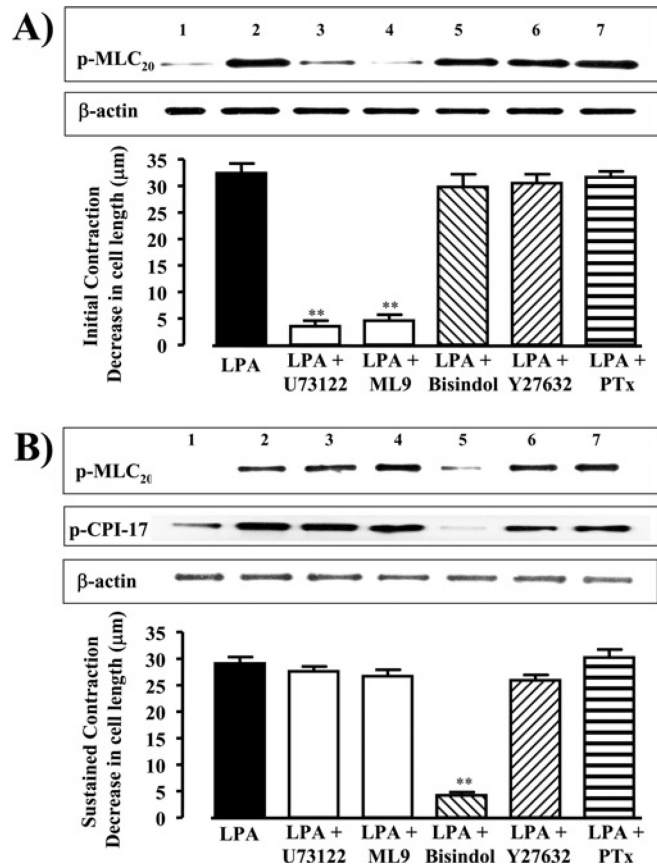 A)
1 2 3 4 5 6 7
p-MLC20
β-actin
Initial Contraction
Decrease in cell length (μm)
35
30
25
20
15
10
5
0
** **
LPA LPA + LPA + LPA + LPA + LPA +
U73122 ML9 Bisindol Y27632 PTx
B)
1 2 3 4 5 6 7
p-MLC20
p-CPI-17
β-actin
Sustained Contraction
Decrease in cell length (μm)
35
30
25
20
15
10
5
0
**
LPA LPA + LPA + LPA + LPA + LPA +
U73122 ML9 Bisindol Y27632 PTx